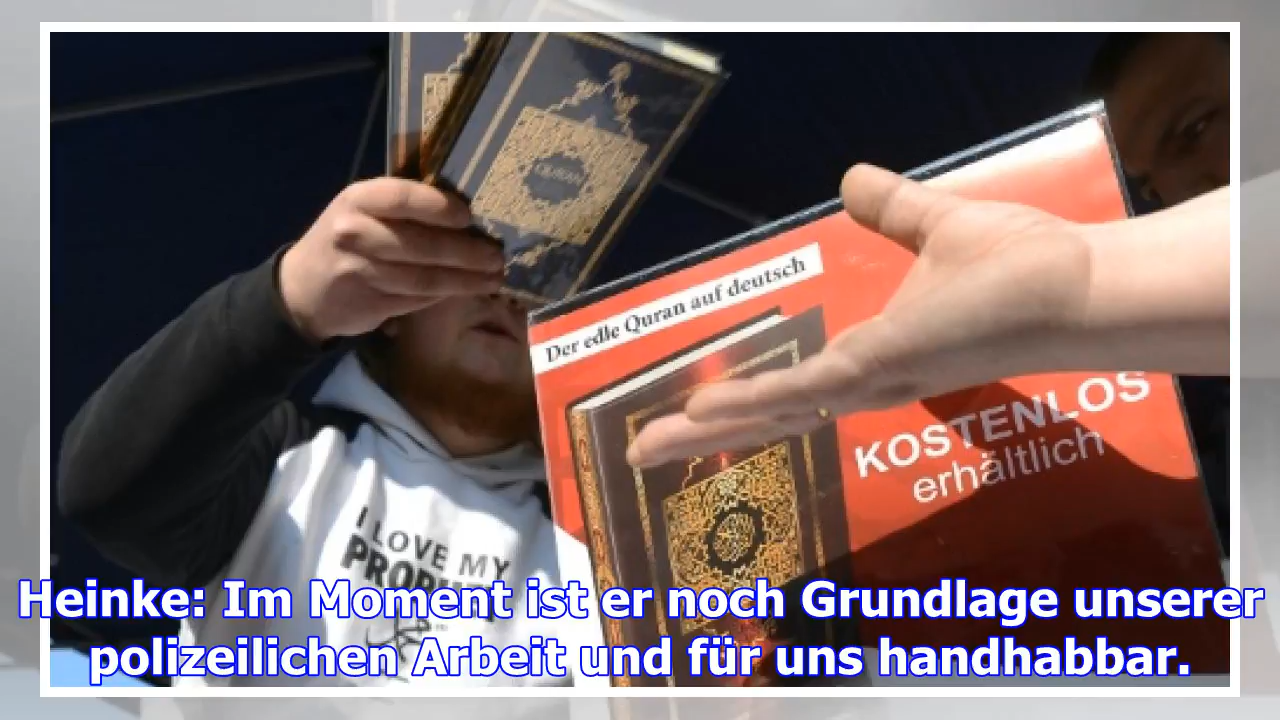 QURAN
Der edle Quran auf deutsch
KOSTENLOS
erhältlich
I LOVE MY
Heinke: Im Moment ist er noch Grundlage unserer
polizeilichen Arbeit und für uns handhabbar.